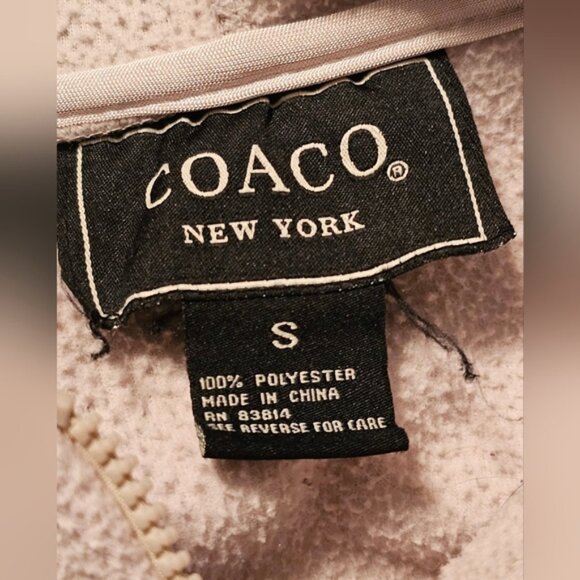 COACO®
NEW YORK
S
100% POLYESTER
MADE IN CHINA
RN 83814
SEE REVERSE FOR CARE